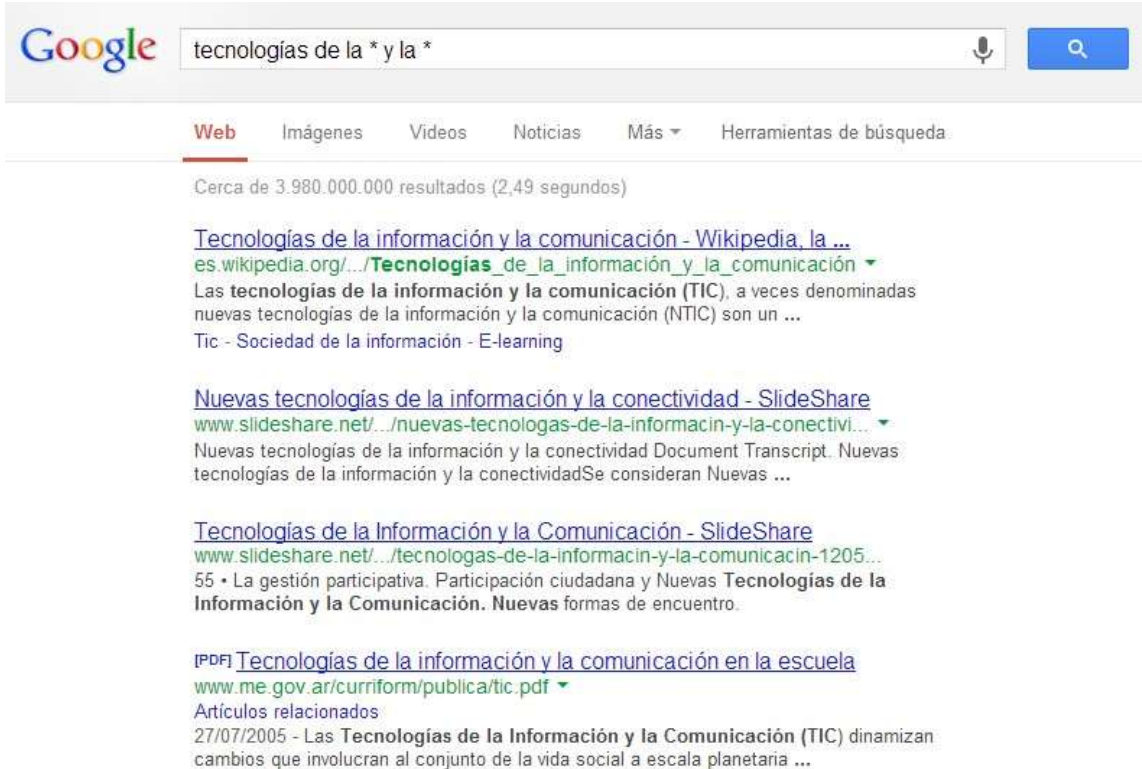 Google tecnologías de la * y la *
Web Imágenes Videos Noticias Más Herramientas de búsqueda
Cerca de 3.980.000.000 resultados (2,49 segundos)
Tecnologías de la información y la comunicación - Wikipedia, la ...
es.wikipedia.org/.../Tecnologías_de_la_información_y_la_comunicación
Las tecnologías de la información y la comunicación (TIC), a veces denominadas
nuevas tecnologías de la información y la comunicación (NTIC) son un ...
Tic - Sociedad de la información - E-learning
Nuevas tecnologías de la información y la conectividad - SlideShare
www.slideshare.net/.../nuevas-tecnologas-de-la-informacin-y-la-conectivi...
Nuevas tecnologías de la información y la conectividad Document Transcript. Nuevas
tecnologías de la información y la conectividadSe consideran Nuevas ...
Tecnologías de la Información y la Comunicación - SlideShare
www.slideshare.net/.../tecnologas-de-la-informacin-y-la-comunicacin-1205...
55 • La gestión participativa. Participación ciudadana y Nuevas Tecnologías de la
Información y la Comunicación. Nuevas formas de encuentro.
[PDF] Tecnologías de la información y la comunicación en la escuela
www.me.gov.ar/curriform/publica/tic.pdf
Artículos relacionados
27/07/2005 - Las Tecnologías de la Información y la Comunicación (TIC) dinamizan
cambios que involucran al conjunto de la vida social a escala planetaria ...